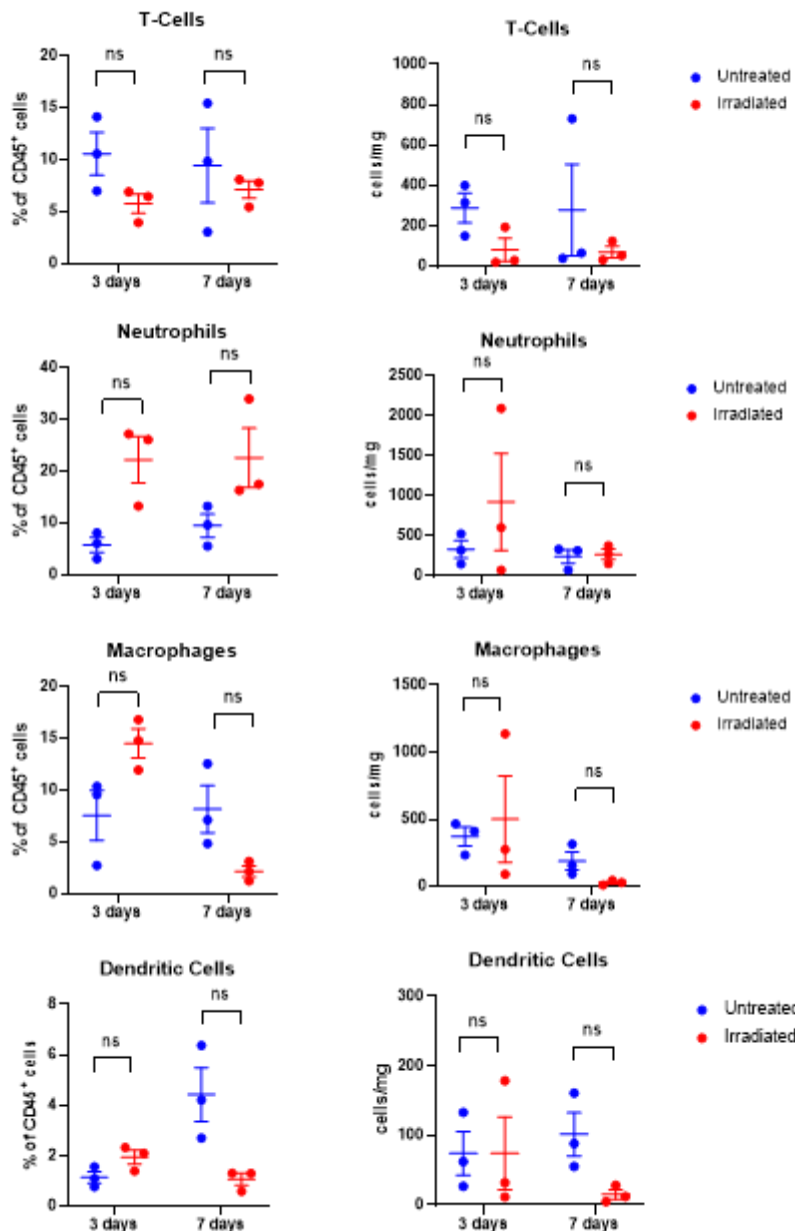 T-Cells
ns ns
20
15
10
5
0
% of CD45⁺ cells
3 days 7 days
T-Cells
ns
ns
1000
800
600
400
200
0
cells/mg
3 days 7 days
Untreated
Irradiated
Neutrophils
ns
ns
40
30
20
10
0
% of CD45⁺ cells
3 days 7 days
Neutrophils
ns
ns
2500
2000
1500
1000
500
0
cells/mg
3 days 7 days
Untreated
Irradiated
Macrophages
ns
ns
20
15
10
5
0
% of CD45⁺ cells
3 days 7 days
Macrophages
ns
ns
1500
1000
500
0
cells/mg
3 days 7 days
Untreated
Irradiated
Dendritic Cells
ns
ns
8
6
4
2
0
% of CD45⁺ cells
3 days 7 days
Dendritic Cells
ns
ns
300
200
100
0
cells/mg
3 days 7 days
Untreated
Irradiated